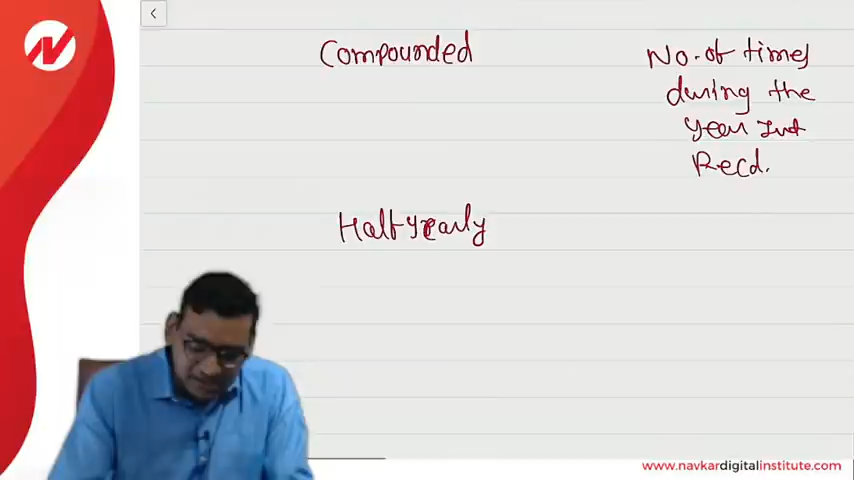 Compounded
No. of times
during the
year Int
Recd.
Half yearly
www.navkardigitalinstitute.com